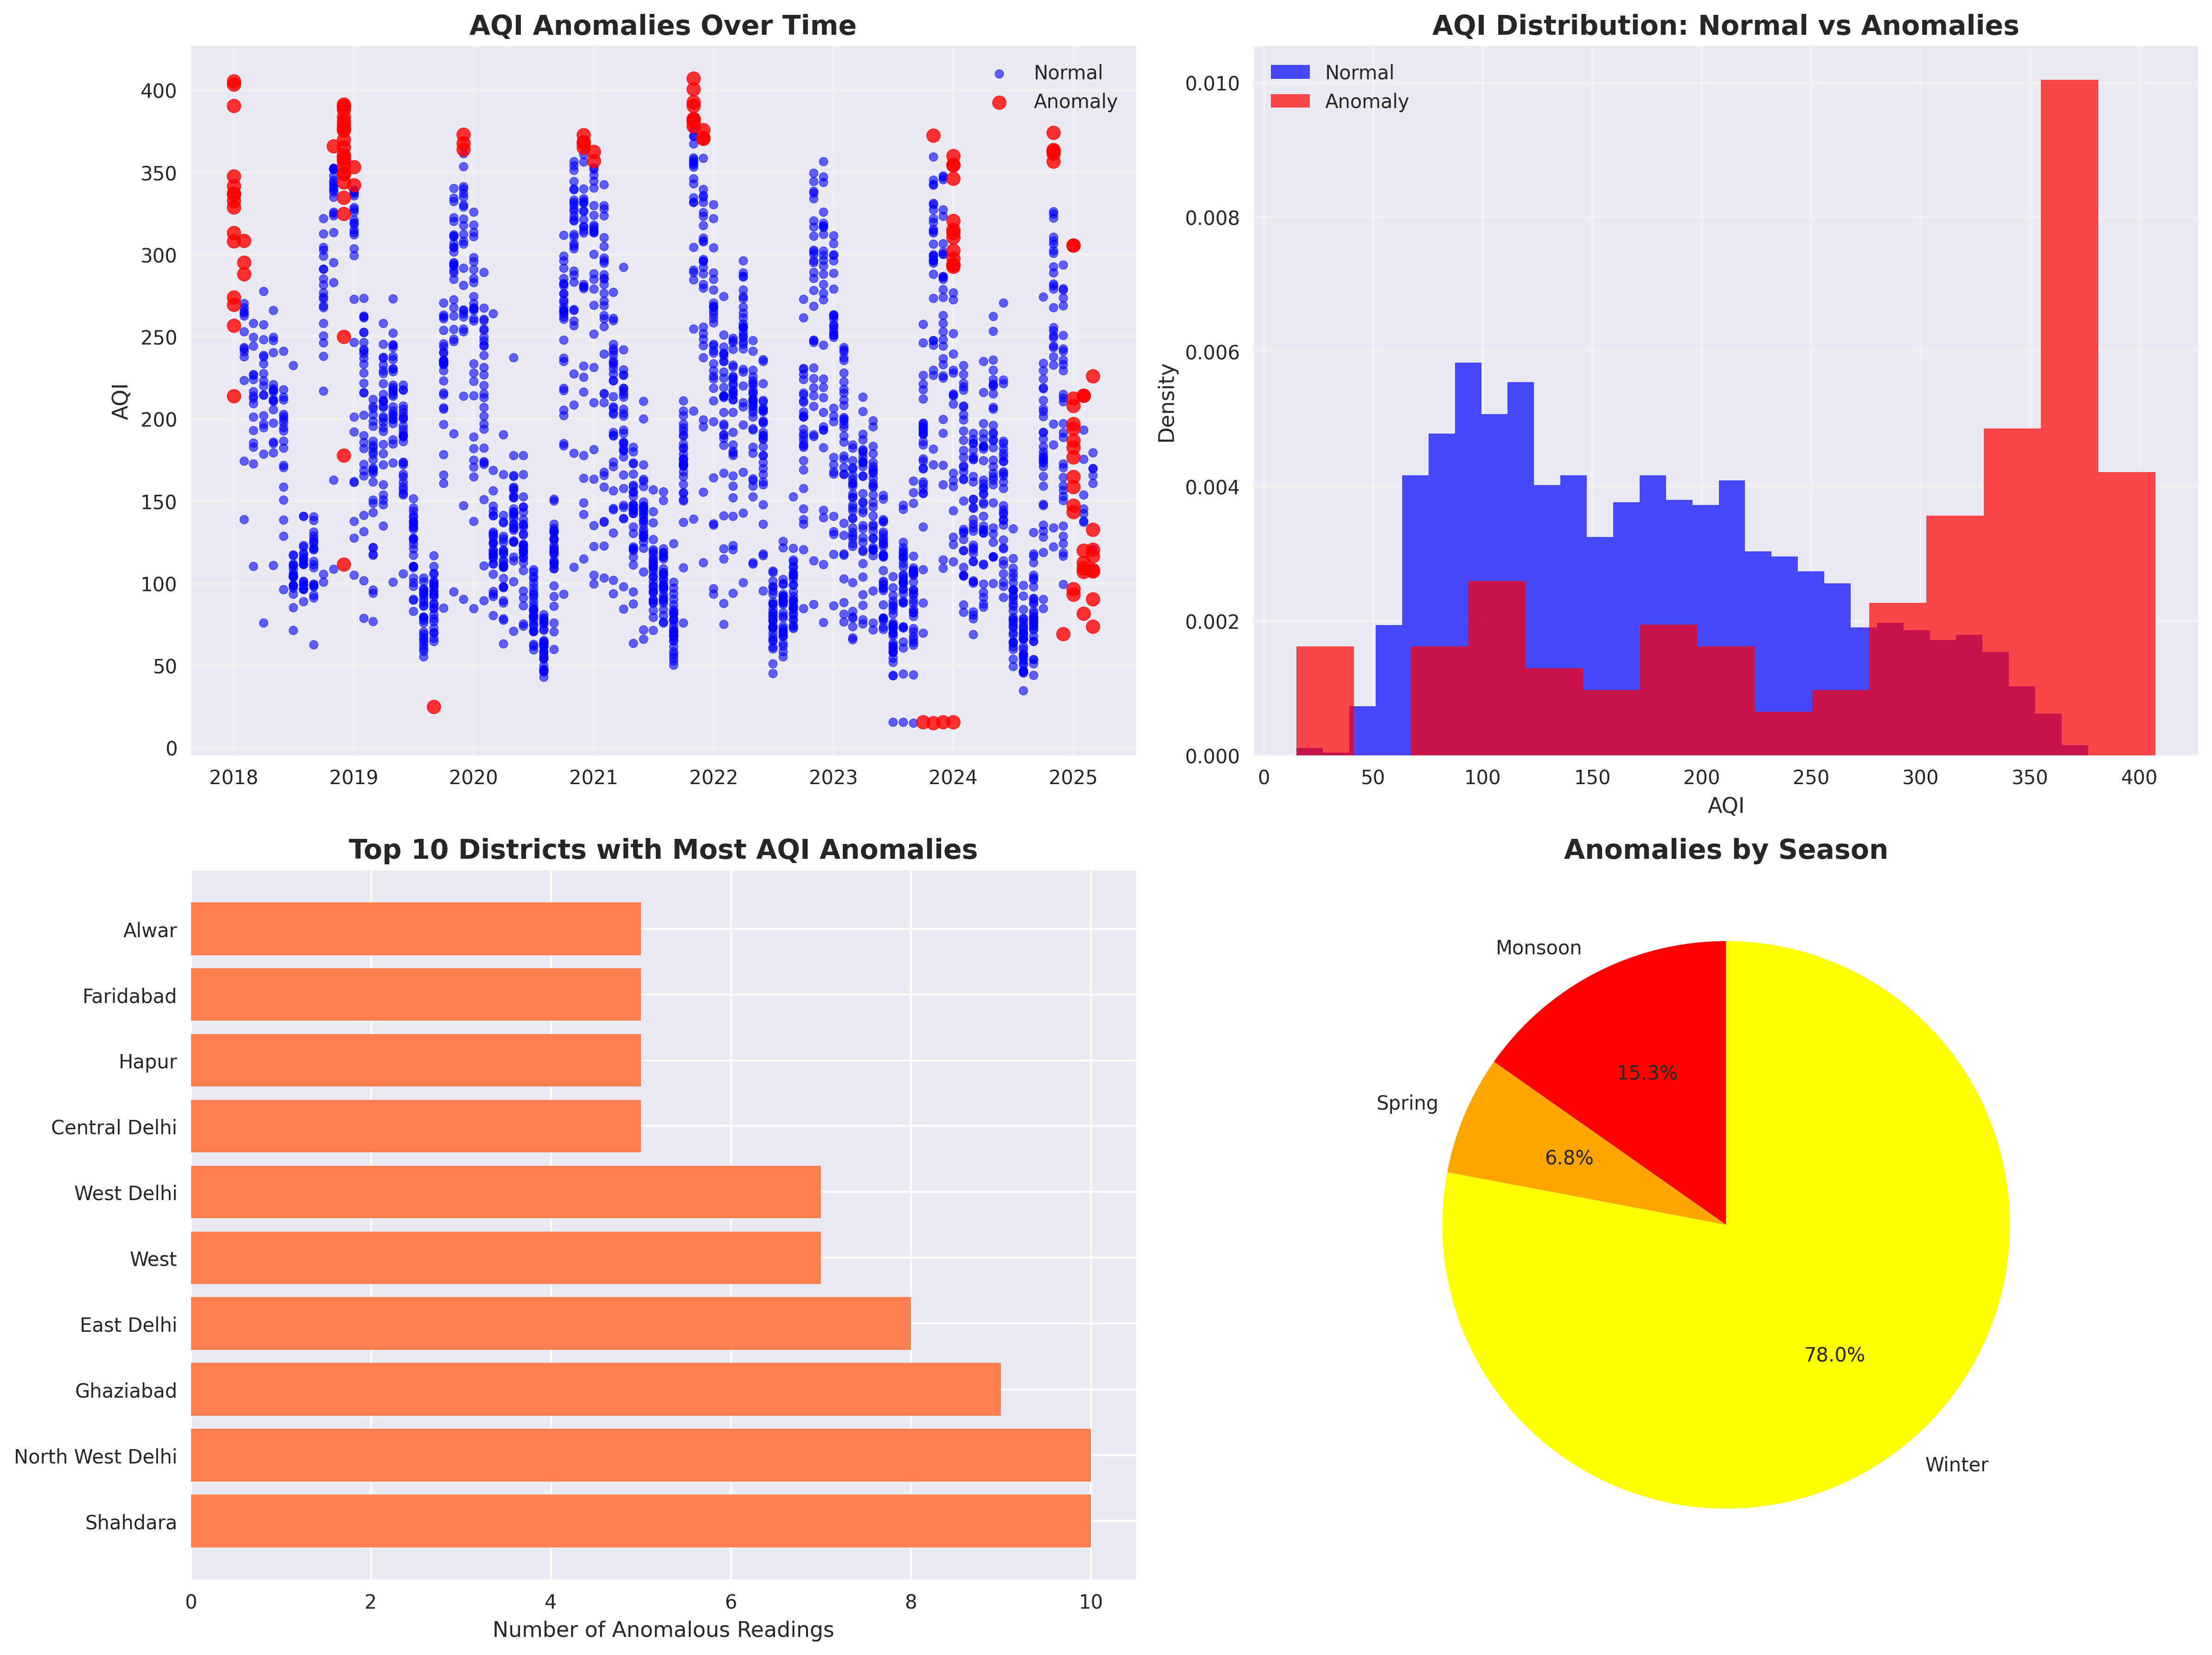 AQI Anomalies Over Time
Normal
Anomaly
AQI
400
350
300
250
200
150
100
50
0
2018 2019 2020 2021 2022 2023 2024 2025
AQI Distribution: Normal vs Anomalies
Normal
Anomaly
Density
0.010
0.008
0.006
0.004
0.002
0.000
0 50 100 150 200 250 300 350 400
AQI
Top 10 Districts with Most AQI Anomalies
Alwar
Faridabad
Hapur
Central Delhi
West Delhi
West
East Delhi
Ghaziabad
North West Delhi
Shahdara
0 2 4 6 8 10
Number of Anomalous Readings
Anomalies by Season
Monsoon
15.3%
Spring
6.8%
78.0%
Winter